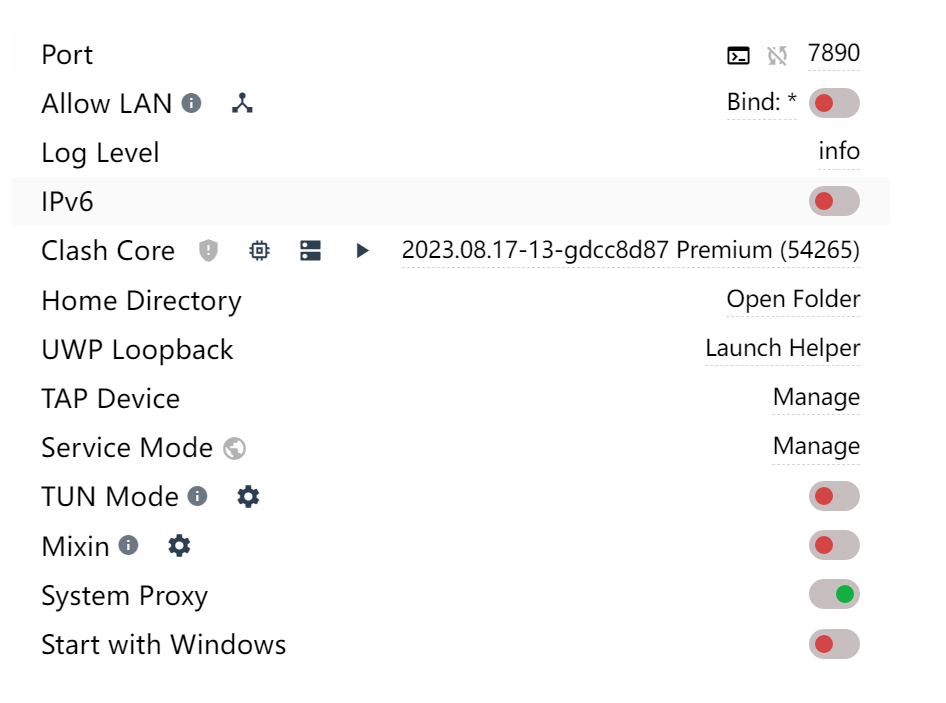 Port 7890
Allow LAN Bind: *
Log Level info
IPv6
Clash Core 2023.08.17-13-gdcc8d87 Premium (54265)
Home Directory Open Folder
UWP Loopback Launch Helper
TAP Device Manage
Service Mode Manage
TUN Mode
Mixin
System Proxy
Start with Windows